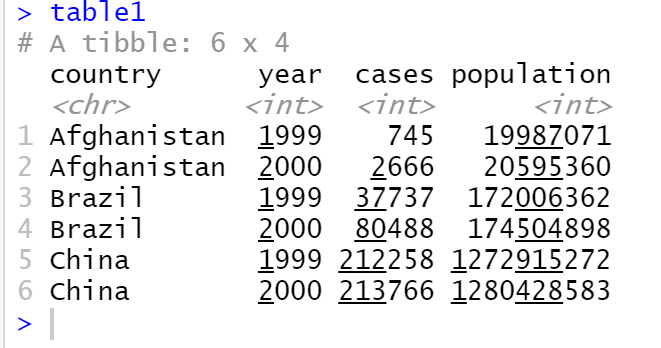 > table1
# A tibble: 6 x 4
country year cases population
<chr> <int> <int> <int>
1 Afghanistan 1999 745 19987071
2 Afghanistan 2000 2666 20595360
3 Brazil 1999 37737 172006362
4 Brazil 2000 80488 174504898
5 China 1999 212258 1272915272
6 China 2000 213766 1280428583
>